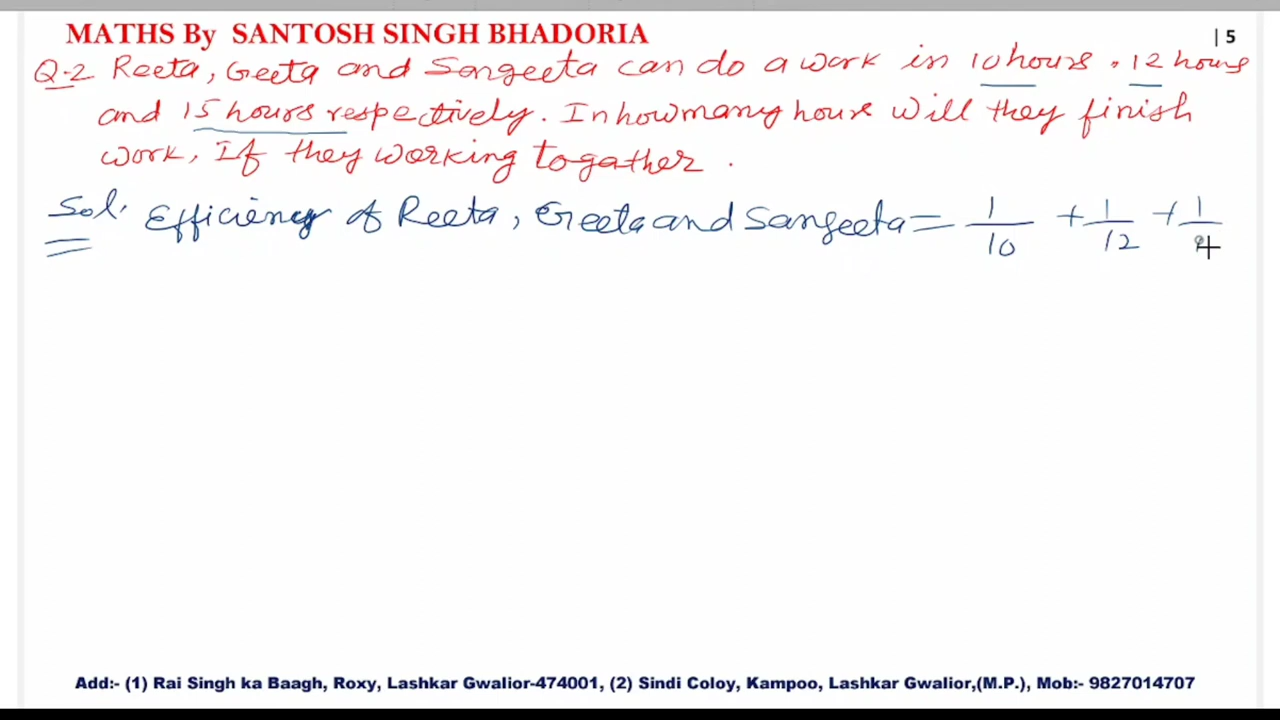 MATHS By SANTOSH SINGH BHADORIA
| 5
Q-2 Reeta, Geeta and Sangeeta can do a work in 10 hours, 12 hours
and 15 hours respectively. In how many hours will they finish
work, If they working togather.
Sol. Efficiency of Reeta, Geeta and Sangeeta = 1/10 + 1/12 + 1/
Add:- (1) Rai Singh ka Baagh, Roxy, Lashkar Gwalior-474001, (2) Sindi Coloy, Kampoo, Lashkar Gwalior,(M.P.), Mob:- 9827014707